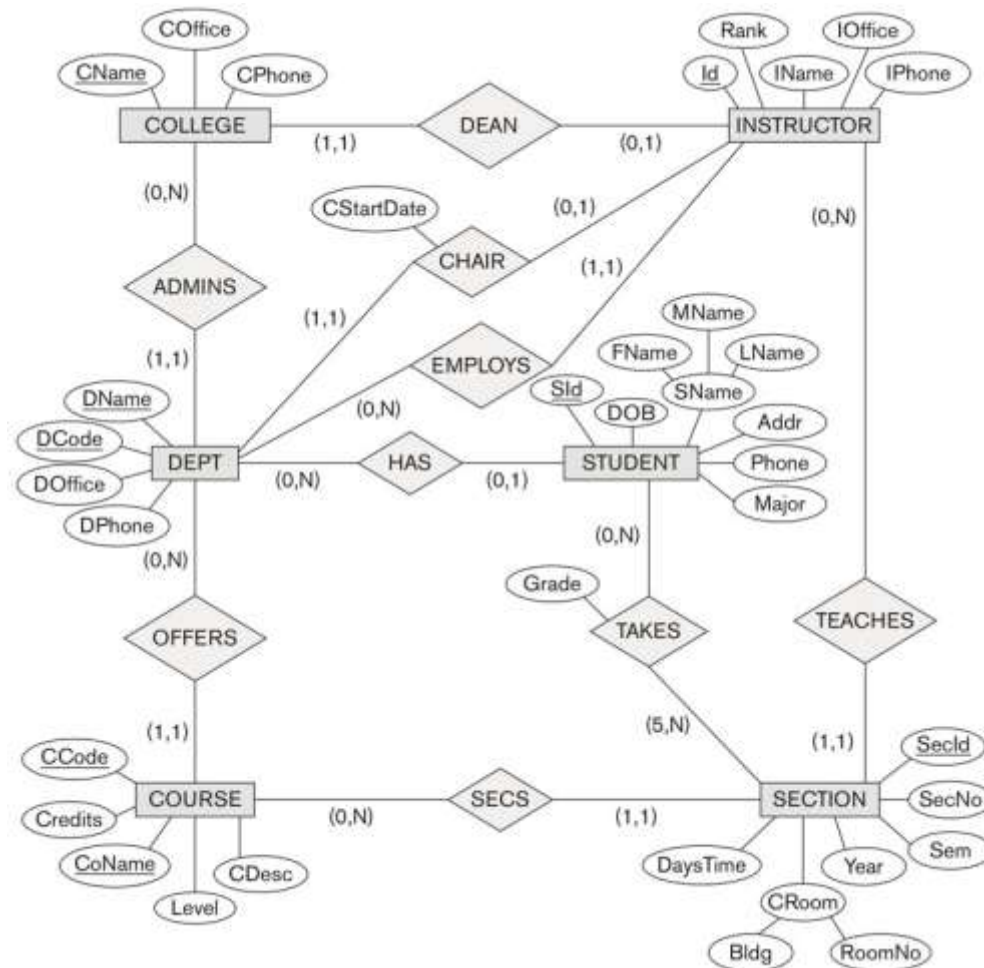 COffice
CName
CPhone
COLLEGE
Rank
IOffice
Id
IName
IPhone
INSTRUCTOR
(1,1)
DEAN
(0,1)
(0,N)
CStartDate
(0,1)
(0,N)
CHAIR
ADMINS
(1,1)
(1,1)
MName
FName
LName
EMPLOYS
SName
(1,1)
(0,N)
SId
DOB
DName
DCode
Addr
DEPT
HAS
STUDENT
Phone
(0,N)
(0,1)
DOffice
Major
DPhone
(0,N)
(0,N)
Grade
OFFERS
TAKES
TEACHES
(1,1)
(5,N)
(1,1)
CCode
SecId
COURSE
SECS
SECTION
SecNo
(0,N)
(1,1)
Credits
Sem
CoName
CDesc
DaysTime
Year
Level
CRoom
Bldg
RoomNo